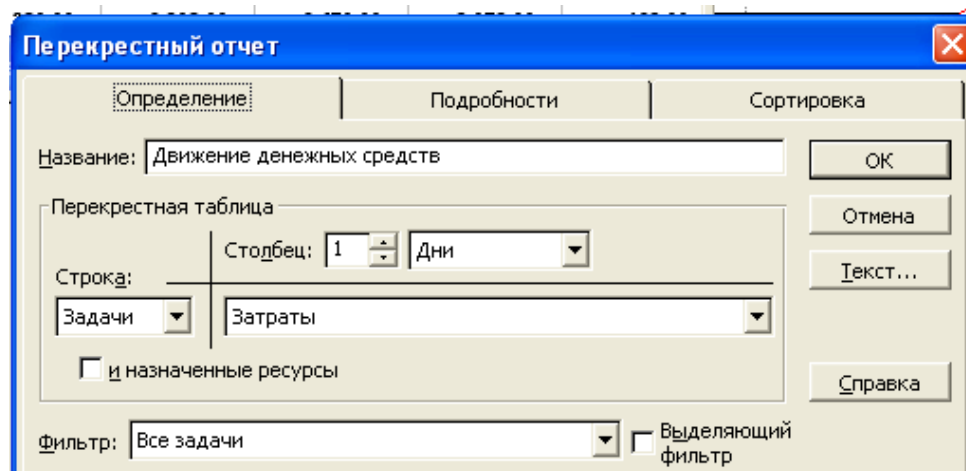 Перекрестный отчет
Определение Подробности Сортировка
Название: Движение денежных средств ОК
Перекрестная таблица Отмена
Столбец: 1 Дни
Строка: Текст...
Задачи Затраты
и назначенные ресурсы Справка
Фильтр: Все задачи Выделяющий фильтр